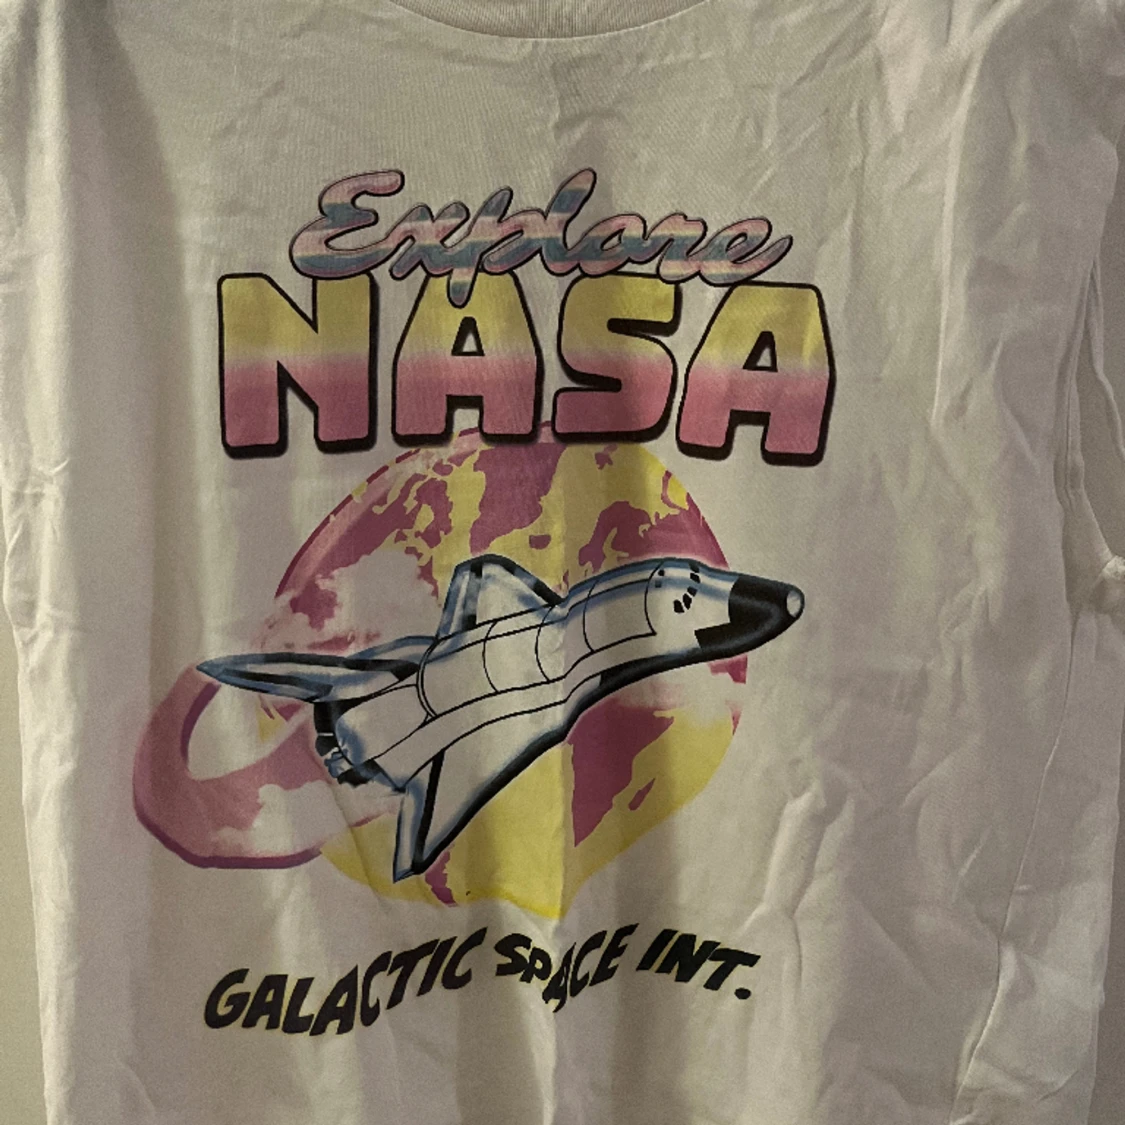 Explore
NASA
GALACTIC SPACE INT.